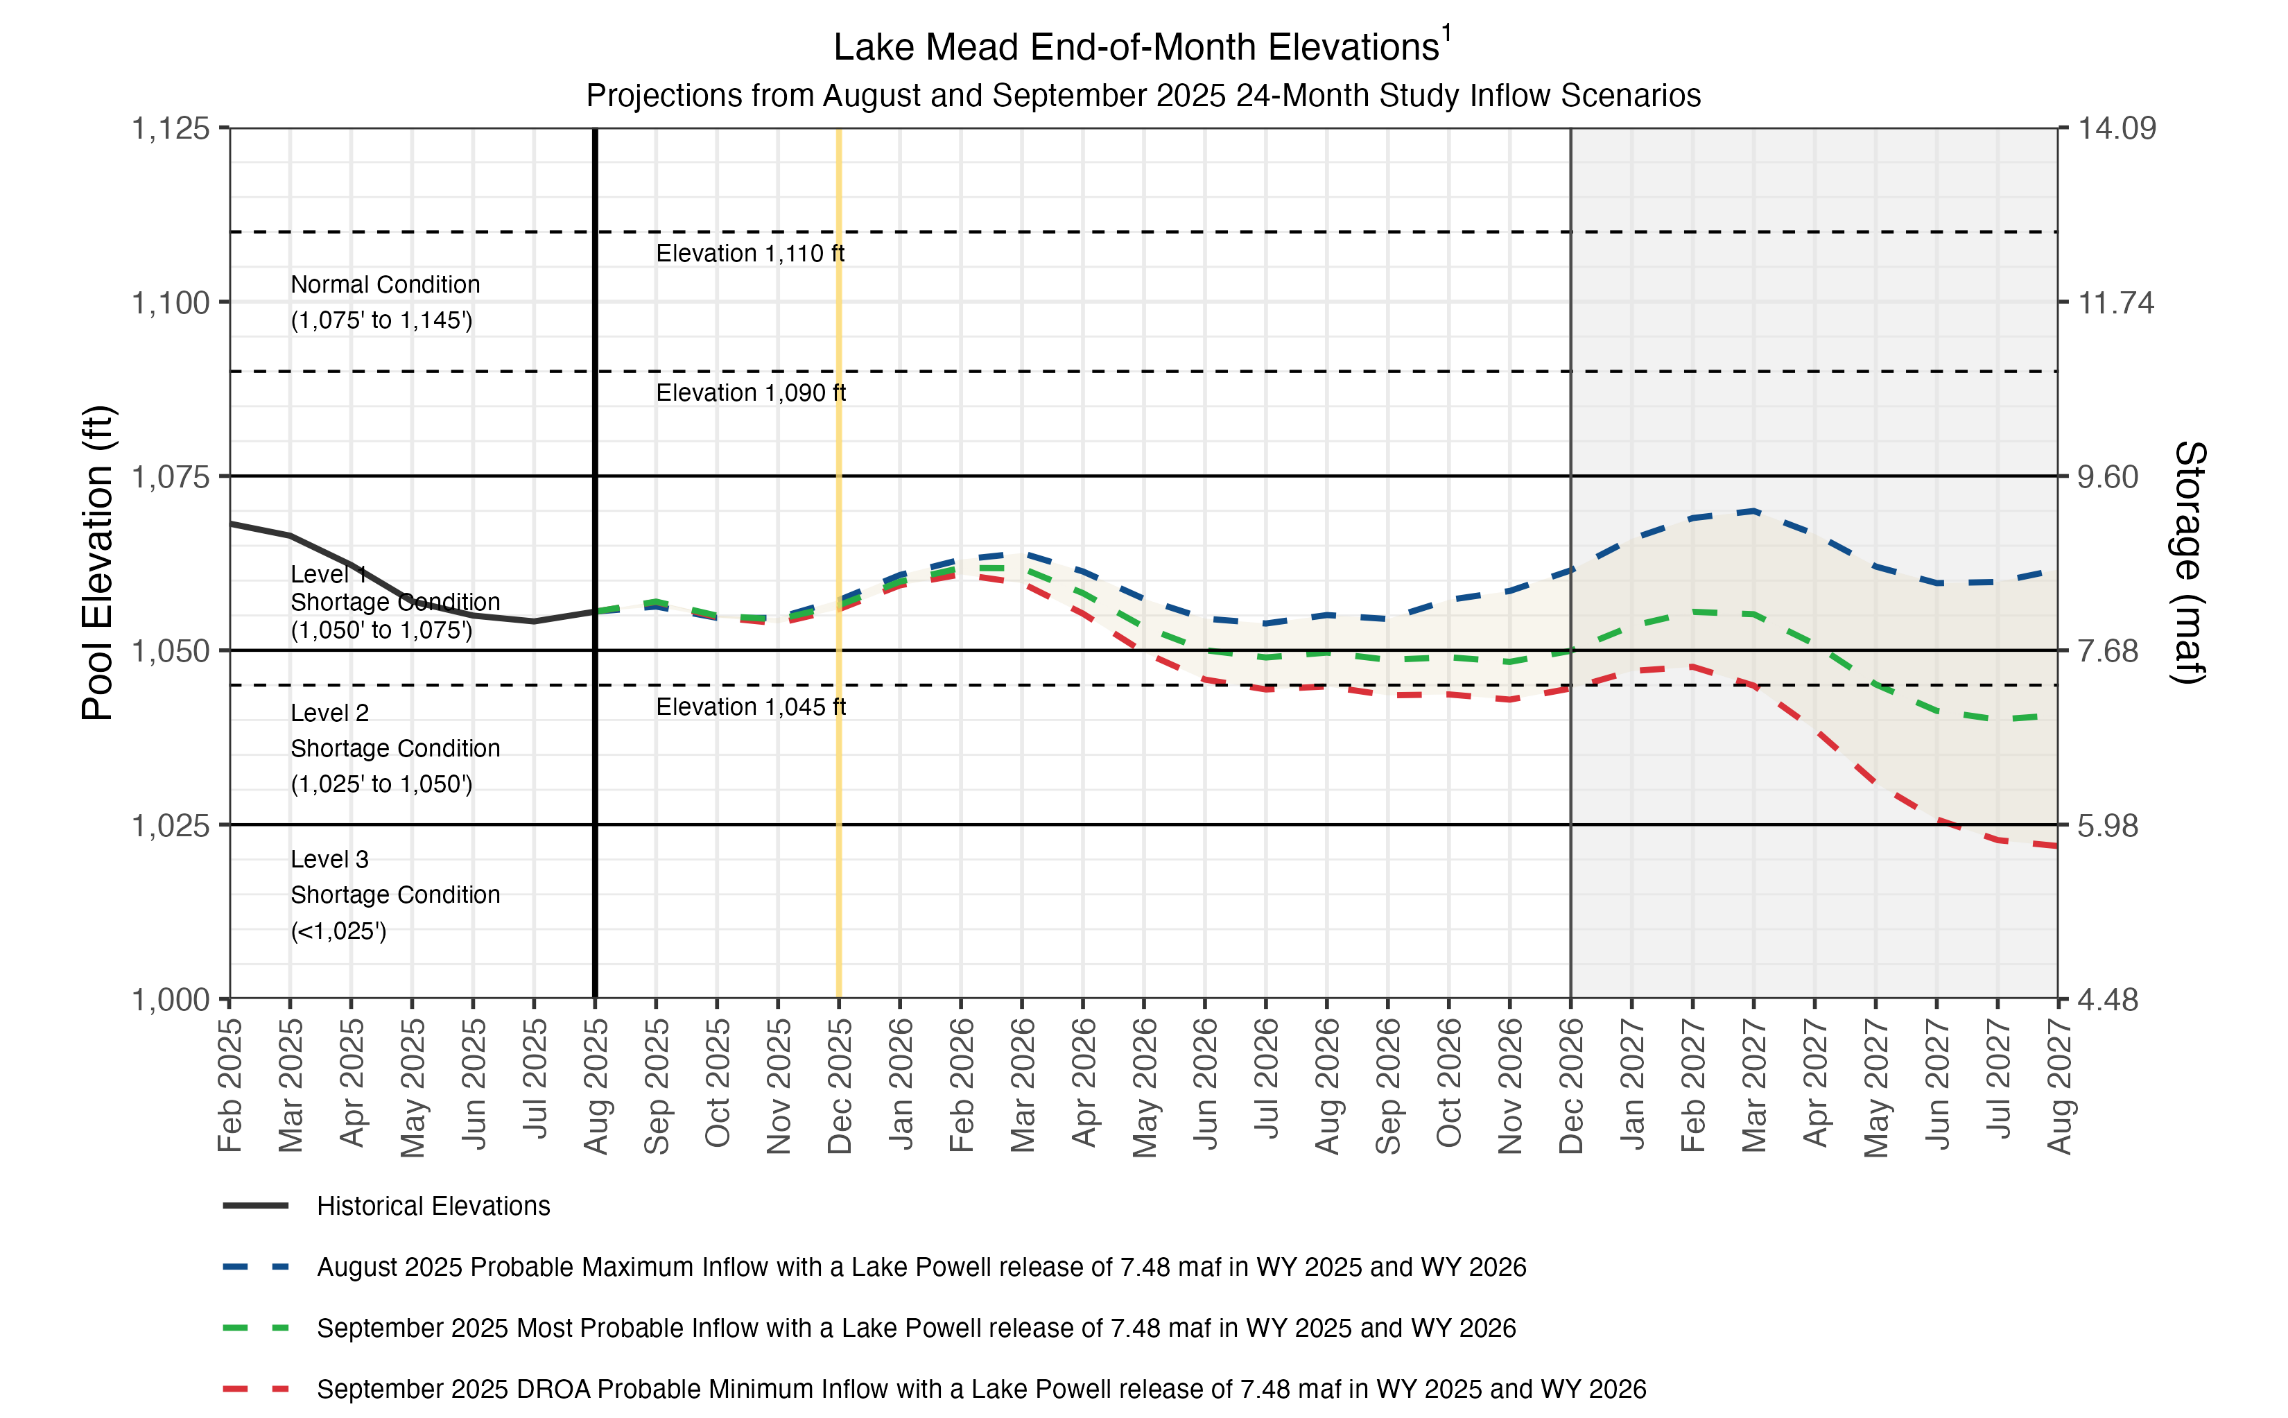 Lake Mead End-of-Month Elevations¹
Projections from August and September 2025 24-Month Study Inflow Scenarios
Pool Elevation (ft)
1,125
1,100
1,075
1,050
1,025
1,000
Storage (maf)
14.09
11.74
9.60
7.68
5.98
4.48
Elevation 1,110 ft
Normal Condition
(1,075' to 1,145')
Elevation 1,090 ft
Level 1
Shortage Condition
(1,050' to 1,075')
Elevation 1,045 ft
Level 2
Shortage Condition
(1,025' to 1,050')
Level 3
Shortage Condition
(<1,025')
Feb 2025
Mar 2025
Apr 2025
May 2025
Jun 2025
Jul 2025
Aug 2025
Sep 2025
Oct 2025
Nov 2025
Dec 2025
Jan 2026
Feb 2026
Mar 2026
Apr 2026
May 2026
Jun 2026
Jul 2026
Aug 2026
Sep 2026
Oct 2026
Nov 2026
Dec 2026
Jan 2027
Feb 2027
Mar 2027
Apr 2027
May 2027
Jun 2027
Jul 2027
Aug 2027
Historical Elevations
August 2025 Probable Maximum Inflow with a Lake Powell release of 7.48 maf in WY 2025 and WY 2026
September 2025 Most Probable Inflow with a Lake Powell release of 7.48 maf in WY 2025 and WY 2026
September 2025 DROA Probable Minimum Inflow with a Lake Powell release of 7.48 maf in WY 2025 and WY 2026